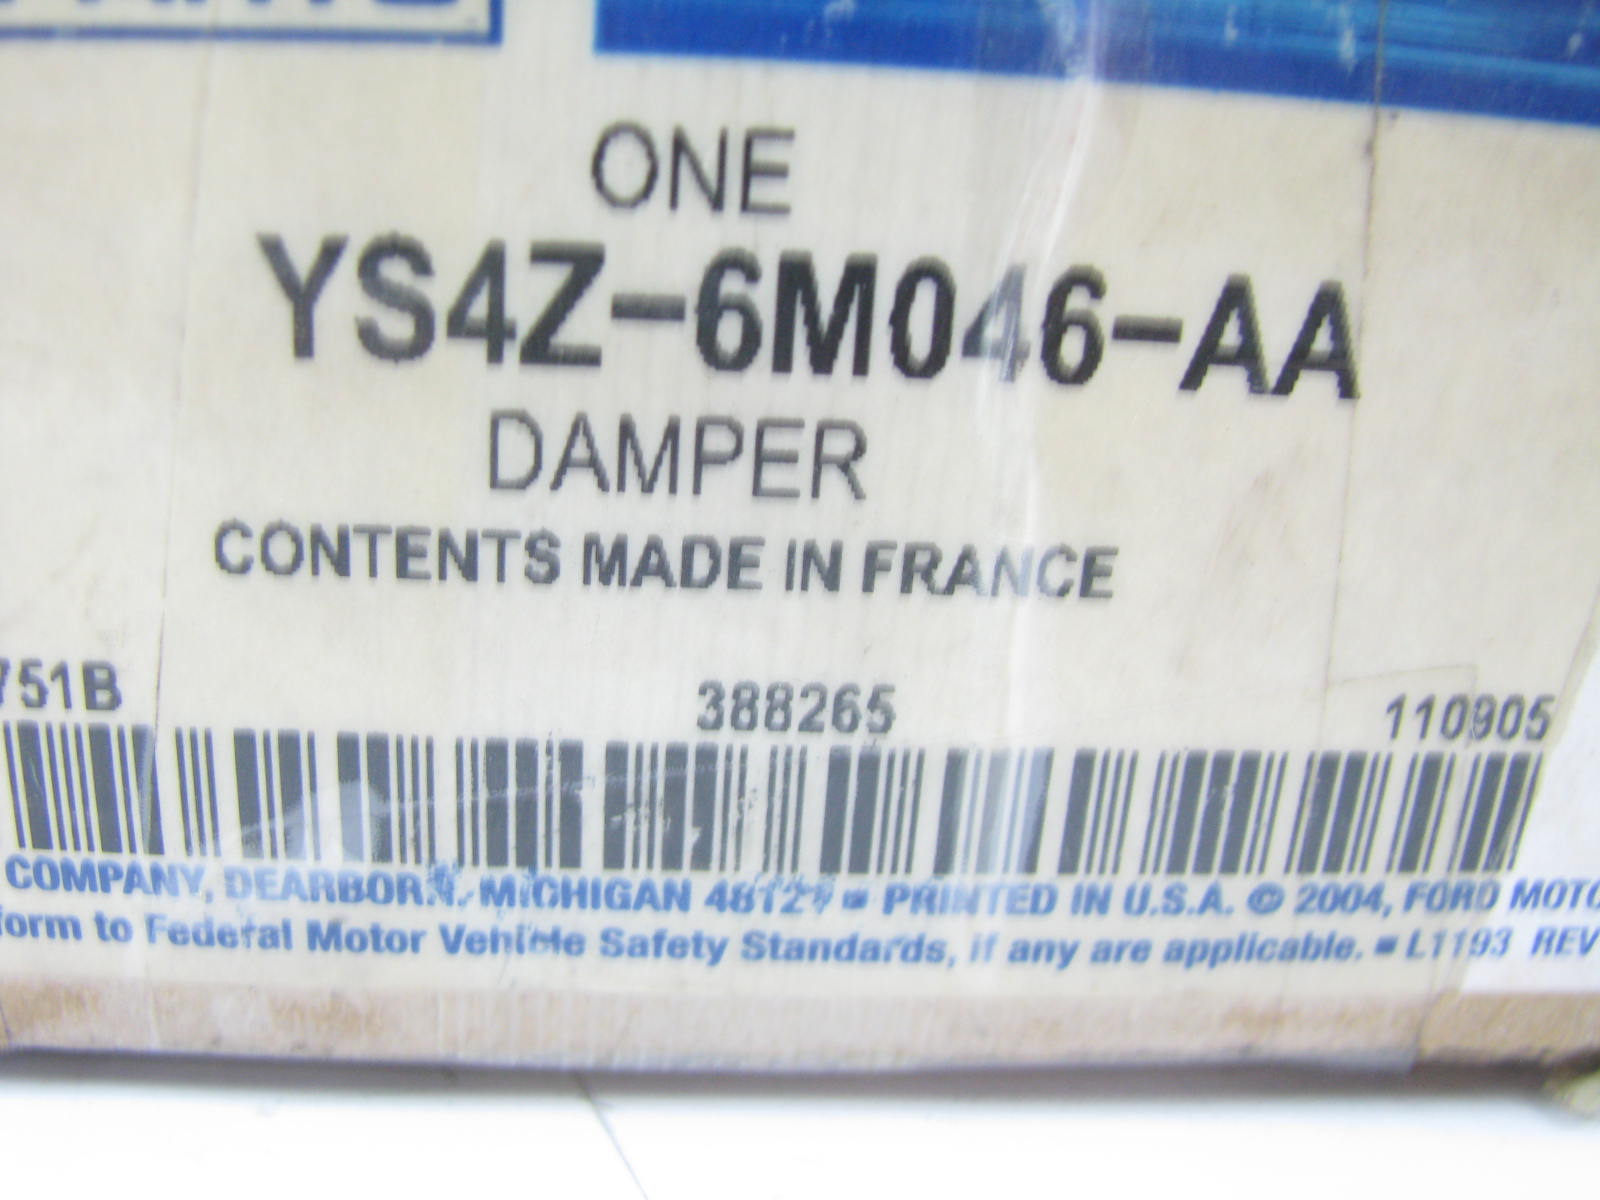 ONE
YS4Z-6M046-AA
DAMPER
CONTENTS MADE IN FRANCE
751B 388265 110905
COMPANY, DEARBORN, MICHIGAN 48121 ▪ PRINTED IN U.S.A. © 2004, FORD MOTO
form to Federal Motor Vehicle Safety Standards, if any are applicable. ▪ L1193 REV